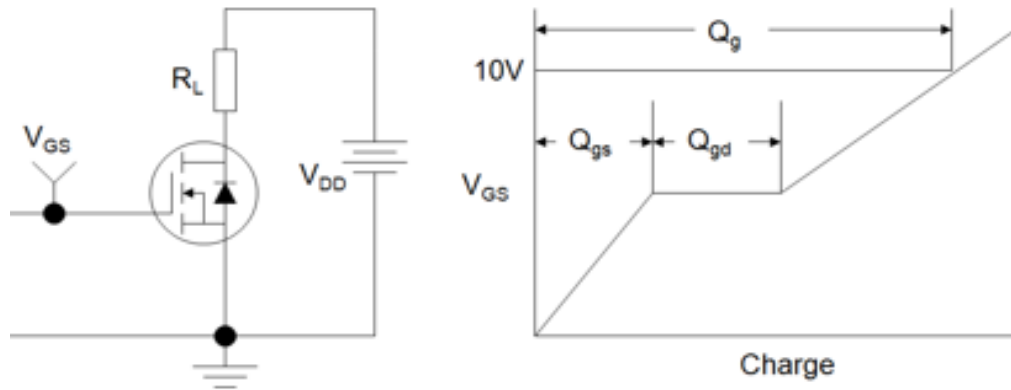 R_L
V_GS
V_DD
Q_g
10V
Q_gs Q_gd
V_GS
Charge